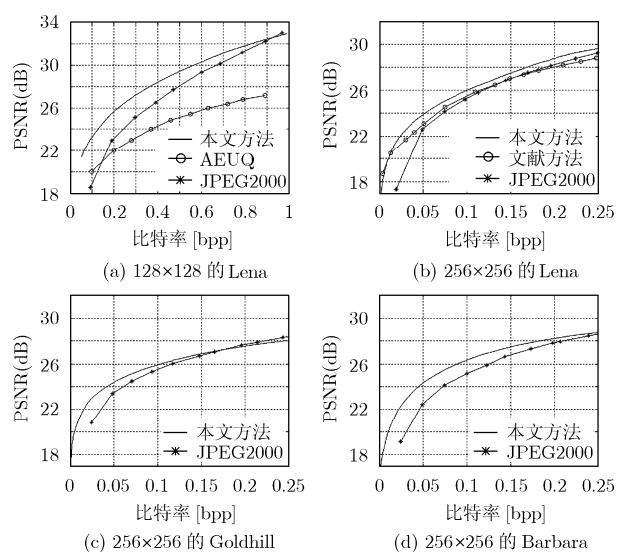 34
30
26
22
18
PSNR(dB)
本文方法
AEUQ
JPEG2000
0 0.2 0.4 0.6 0.8 1
比特率 [bpp]
(a) 128×128 的 Lena
30
26
22
18
PSNR(dB)
本文方法
文献方法
JPEG2000
0 0.05 0.1 0.15 0.2 0.25
比特率 [bpp]
(b) 256×256 的 Lena
30
26
22
18
PSNR(dB)
本文方法
JPEG2000
0 0.05 0.1 0.15 0.2 0.25
比特率 [bpp]
(c) 256×256 的 Goldhill
30
26
22
18
PSNR(dB)
本文方法
JPEG2000
0 0.05 0.1 0.15 0.2 0.25
比特率 [bpp]
(d) 256×256 的 Barbara